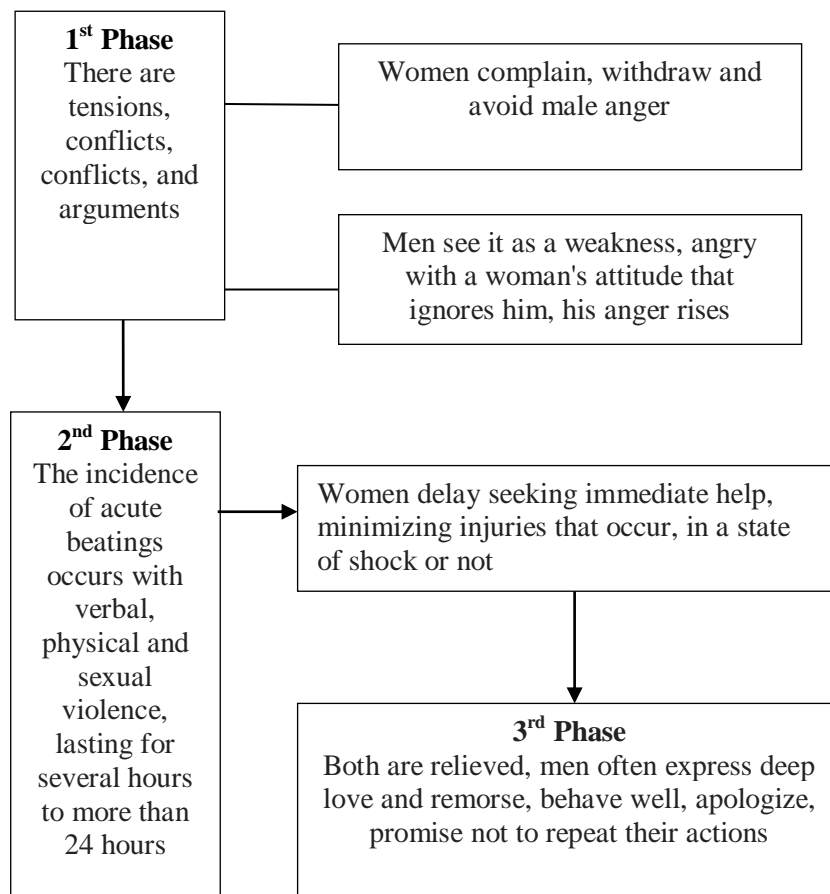 1st Phase
There are
tensions,
conflicts,
conflicts, and
arguments
Women complain, withdraw and
avoid male anger
Men see it as a weakness, angry
with a woman's attitude that
ignores him, his anger rises
2nd Phase
The incidence
of acute
beatings
occurs with
verbal,
physical and
sexual
violence,
lasting for
several hours
to more than
24 hours
Women delay seeking immediate help,
minimizing injuries that occur, in a state
of shock or not
3rd Phase
Both are relieved, men often express deep
love and remorse, behave well, apologize,
promise not to repeat their actions